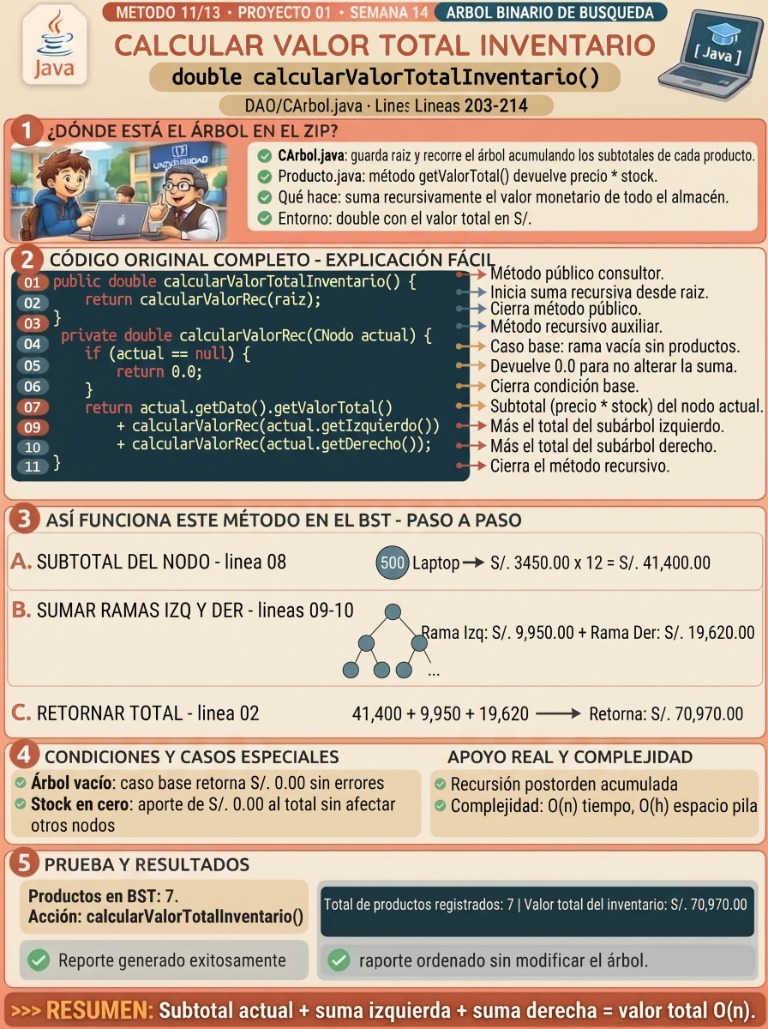 Java
METODO 11/13 • PROYECTO 01 • SEMANA 14 ARBOL BINARIO DE BUSQUEDA
CALCULAR VALOR TOTAL INVENTARIO
double calcularValorTotalInventario()
DAO/CArbol.java · Lines Lineas 203-214
[ Java ]
1 ¿DÓNDE ESTÁ EL ÁRBOL EN EL ZIP?
CArbol.java: guarda raiz y recorre el árbol acumulando los subtotales de cada producto.
Producto.java: método getValorTotal() devuelve precio * stock.
Qué hace: suma recursivamente el valor monetario de todo el almacén.
Entorno: double con el valor total en S/.
2 CÓDIGO ORIGINAL COMPLETO - EXPLICACIÓN FÁCIL
01 public double calcularValorTotalInventario() {
02 return calcularValorRec(raiz);
03 }
04 private double calcularValorRec(CNodo actual) {
05 if (actual == null) {
06 return 0.0;
}
07 return actual.getDato().getValorTotal()
09 + calcularValorRec(actual.getIzquierdo())
10 + calcularValorRec(actual.getDerecho());
11 }
Método público consultor.
Inicia suma recursiva desde raiz.
Cierra método público.
Método recursivo auxiliar.
Caso base: rama vacía sin productos.
Devuelve 0.0 para no alterar la suma.
Cierra condición base.
Subtotal (precio * stock) del nodo actual.
Más el total del subárbol izquierdo.
Más el total del subárbol derecho.
Cierra el método recursivo.
3 ASÍ FUNCIONA ESTE MÉTODO EN EL BST - PASO A PASO
A. SUBTOTAL DEL NODO - linea 08
500 Laptop → S/. 3450.00 x 12 = S/. 41,400.00
B. SUMAR RAMAS IZQ Y DER - lineas 09-10
Rama Izq: S/. 9,950.00 + Rama Der: S/. 19,620.00
...
C. RETORNAR TOTAL - linea 02
41,400 + 9,950 + 19,620 → Retorna: S/. 70,970.00
4 CONDICIONES Y CASOS ESPECIALES
Árbol vacío: caso base retorna S/. 0.00 sin errores
Stock en cero: aporte de S/. 0.00 al total sin afectar
otros nodos
APOYO REAL Y COMPLEJIDAD
Recursión postorden acumulada
Complejidad: O(n) tiempo, O(h) espacio pila
5 PRUEBA Y RESULTADOS
Productos en BST: 7.
Acción: calcularValorTotalInventario()
Total de productos registrados: 7 | Valor total del inventario: S/. 70,970.00
Reporte generado exitosamente
raporte ordenado sin modificar el árbol.
>>> RESUMEN: Subtotal actual + suma izquierda + suma derecha = valor total O(n).